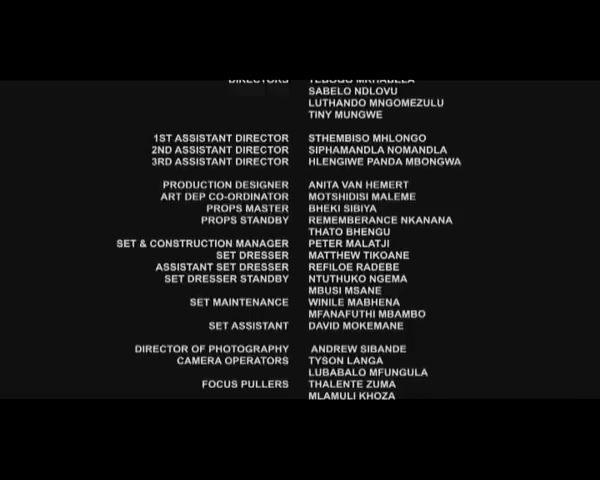 DIRECTORS
SABELO NDLOVU
LUTHANDO MNGOMEZULU
TINY MUNGWE
1ST ASSISTANT DIRECTOR STHEMBISO MHLONGO
2ND ASSISTANT DIRECTOR SIPHAMANDLA NOMANDLA
3RD ASSISTANT DIRECTOR HLENGIWE PANDA MBONGWA
PRODUCTION DESIGNER ANITA VAN HEMERT
ART DEP CO-ORDINATOR MOTSHIDISI MALEME
PROPS MASTER BHEKI SIBIYA
PROPS STANDBY REMEMBERANCE NKANANA
THATO BHENGU
SET & CONSTRUCTION MANAGER PETER MALATJI
SET DRESSER MATTHEW TIKOANE
ASSISTANT SET DRESSER REFILOE RADEBE
SET DRESSER STANDBY NTUTHUKO NGEMA
MBUSI MSANE
SET MAINTENANCE WINILE MABHENA
MFANAFUTHI MBAMBO
SET ASSISTANT DAVID MOKEMANE
DIRECTOR OF PHOTOGRAPHY ANDREW SIBANDE
CAMERA OPERATORS TYSON LANGA
LUBABALO MFUNGULA
FOCUS PULLERS THALENTE ZUMA
MLAMULI KHOZA